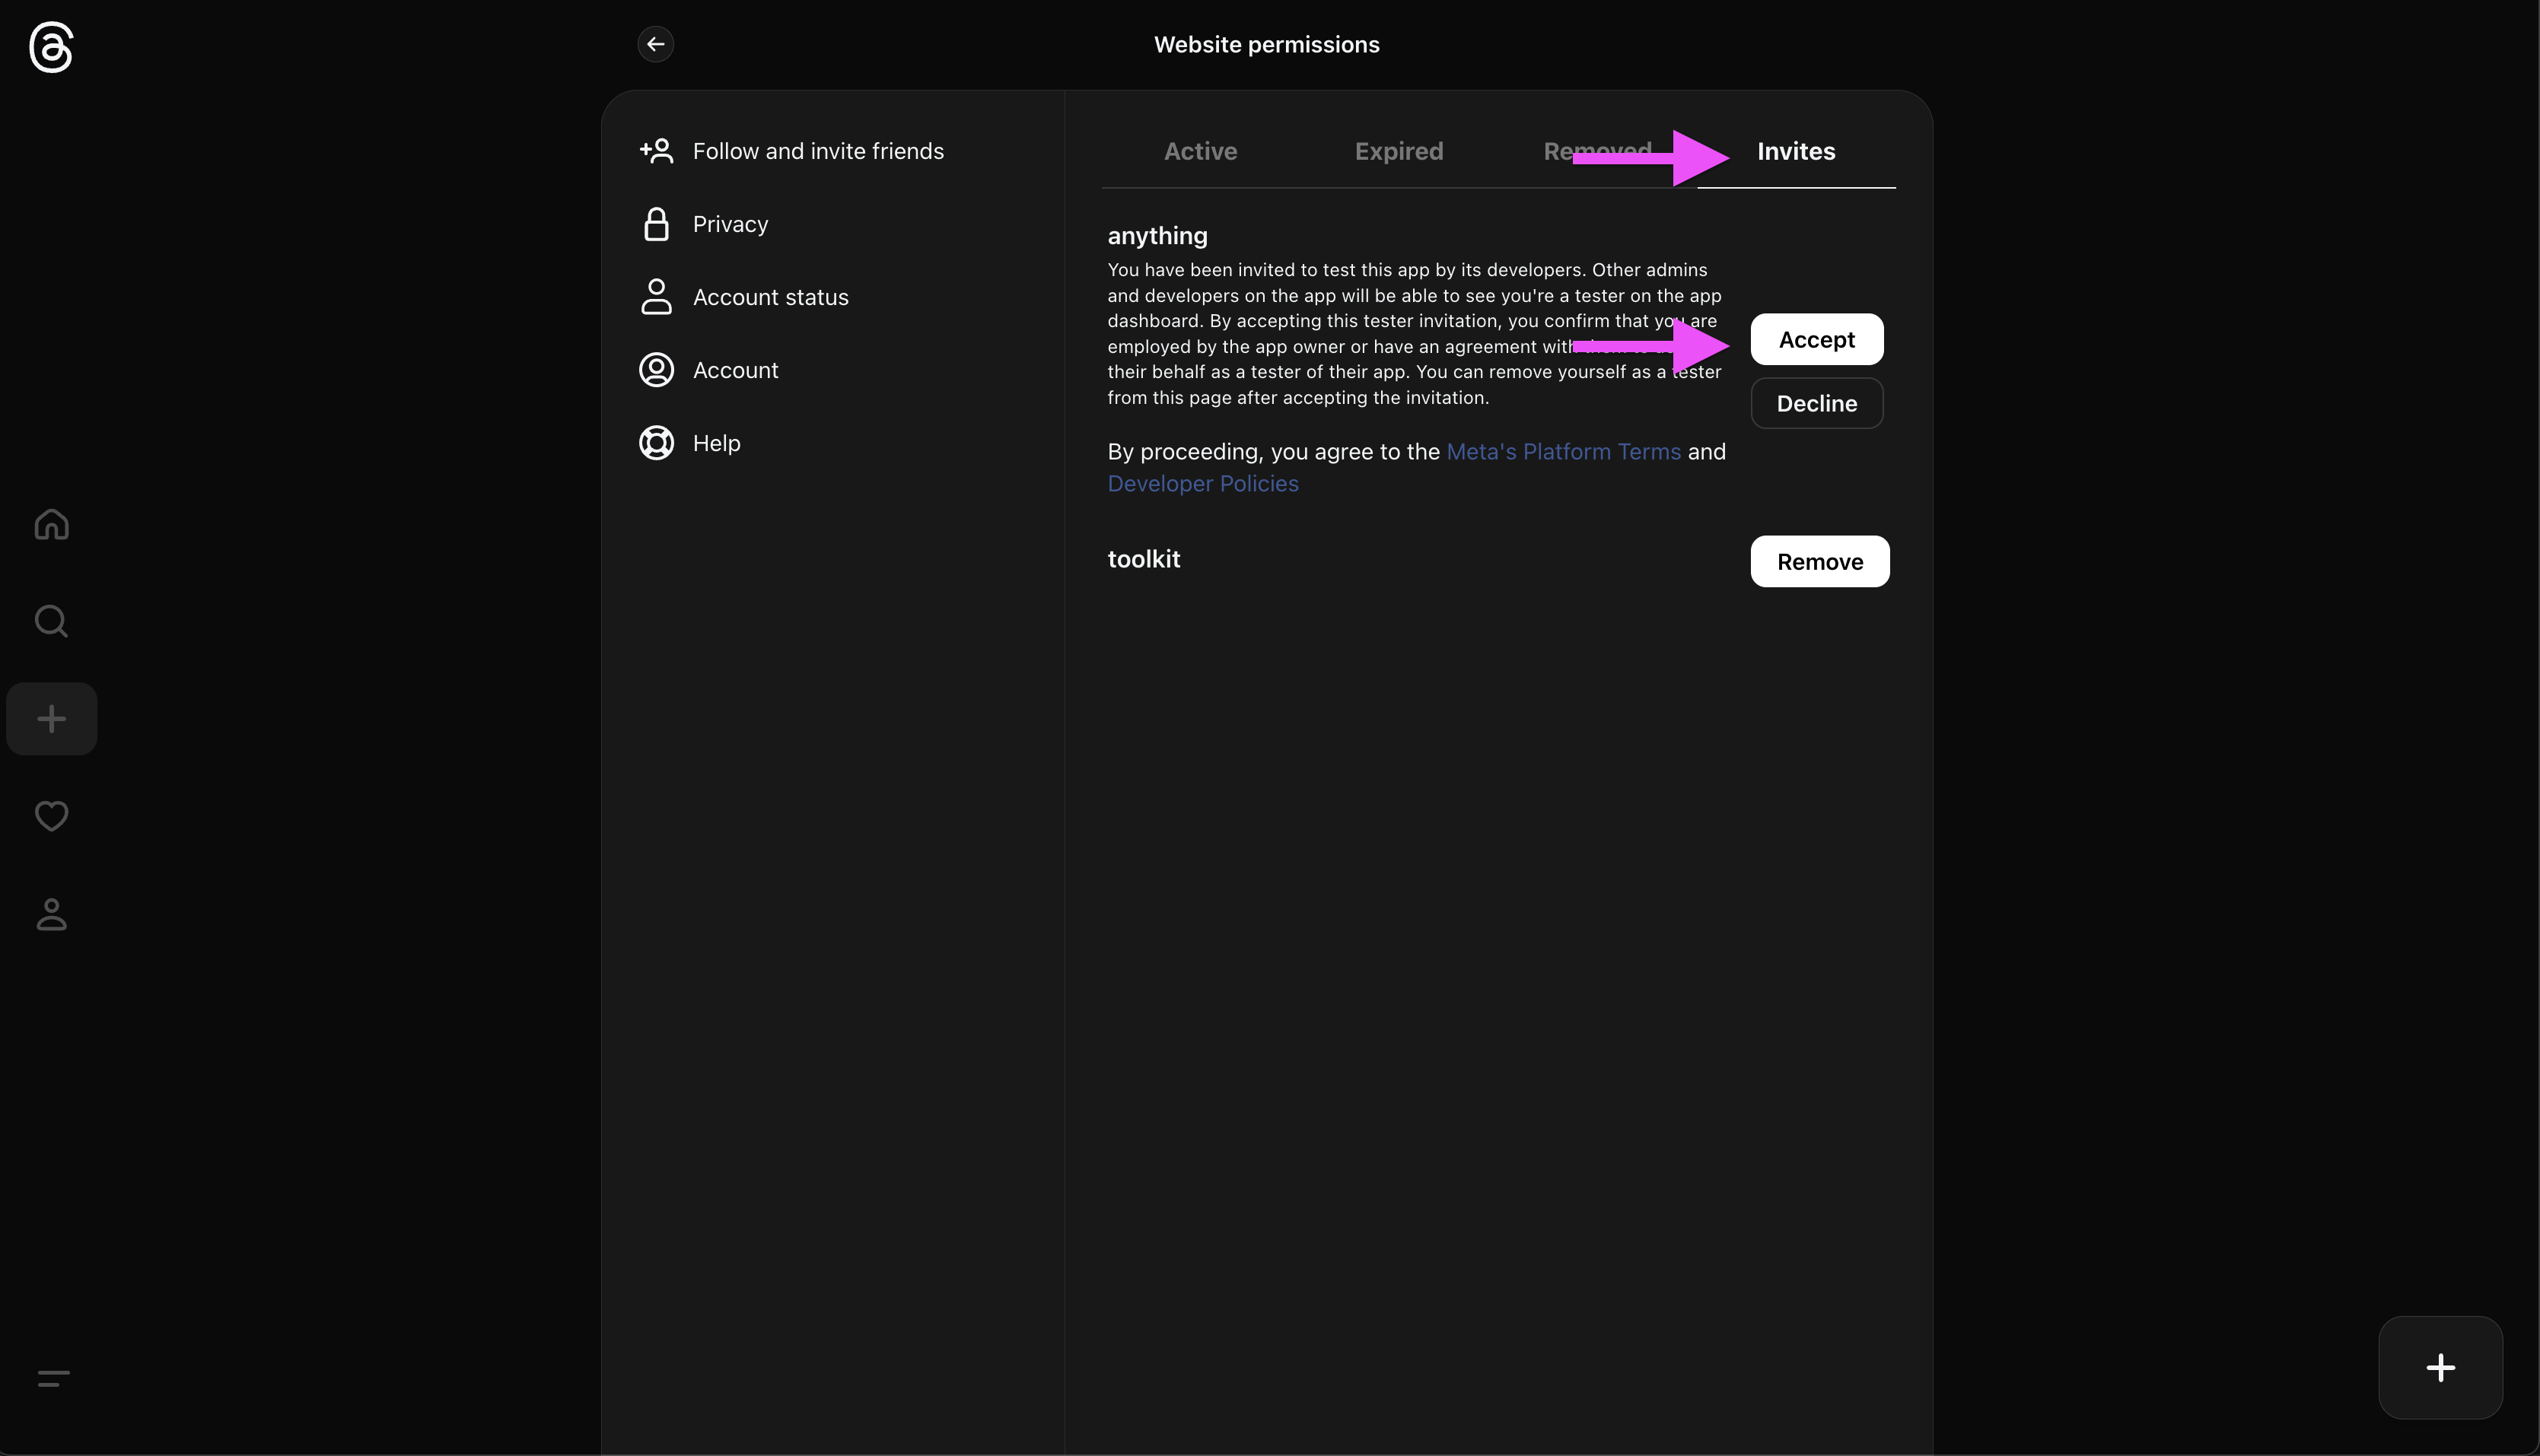 Website permissions
Follow and invite friends
Privacy
Account status
Account
Help
Active
Expired
Removed
Invites
anything
You have been invited to test this app by its developers. Other admins
and developers on the app will be able to see you're a tester on the app
dashboard. By accepting this tester invitation, you confirm that you are
employed by the app owner or have an agreement with
their behalf as a tester of their app. You can remove yourself as a tester
from this page after accepting the invitation.
Accept
Decline
By proceeding, you agree to the Meta's Platform Terms and
Developer Policies
toolkit
Remove